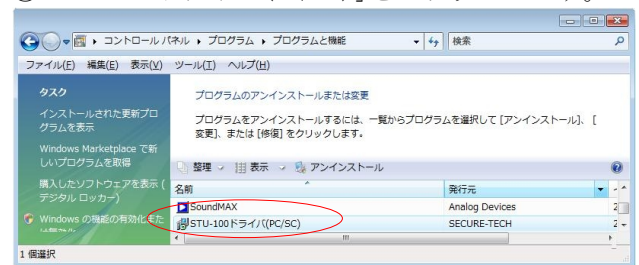 コントロール パネル ▸ プログラム ▸ プログラムと機能
検索
ファイル(F) 編集(E) 表示(V) ツール(T) ヘルプ(H)
タスク
インストールされた更新プロ
グラムを表示
Windows Marketplace で新
しいプログラムを取得
購入したソフトウェアを表示 (
デジタル ロッカー)
Windows の機能の有効化また
プログラムのアンインストールまたは変更
プログラムをアンインストールするには、一覧からプログラムを選択して [アンインストール]、[
変更]、または [修復] をクリックします。
整理 表示 アンインストール
名前 発行元
SoundMAX Analog Devices 2
STU-100ドライバ(PC/SC) SECURE-TECH 2
1 個選択